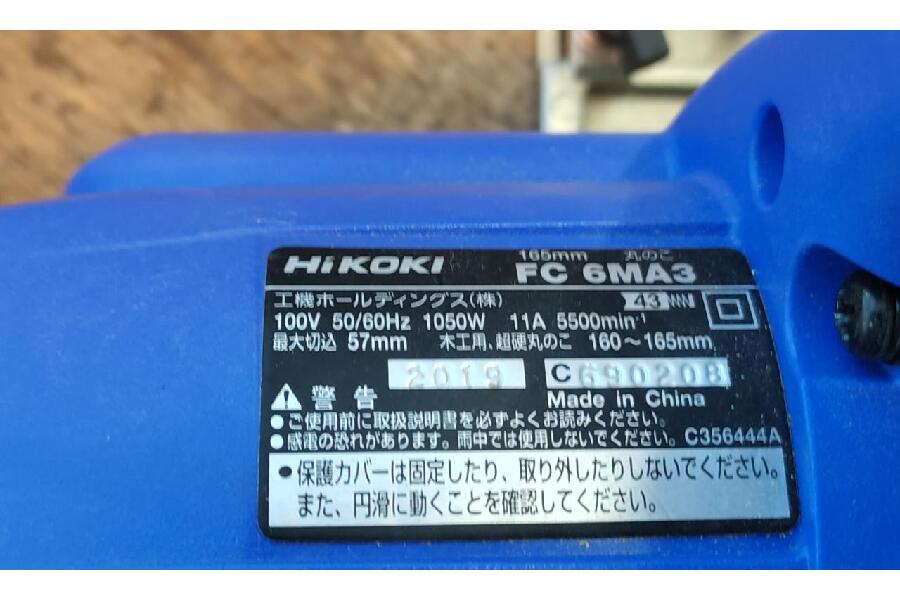 HiKOKI 165mm 丸のこ
FC 6MA3
工機ホールディングス(株) 43 NN
100V 50/60Hz 1050W 11A 5500min-¹
最大切込 57mm 木工用、超硬丸のこ 160～165mm
2019 C690208
警告 Made in China
●ご使用前に取扱説明書を必ずよくお読みください。
●感電の恐れがあります。雨中では使用しないでください。C356444A
●保護カバーは固定したり、取り外したりしないでください。
また、円滑に動くことを確認してください。